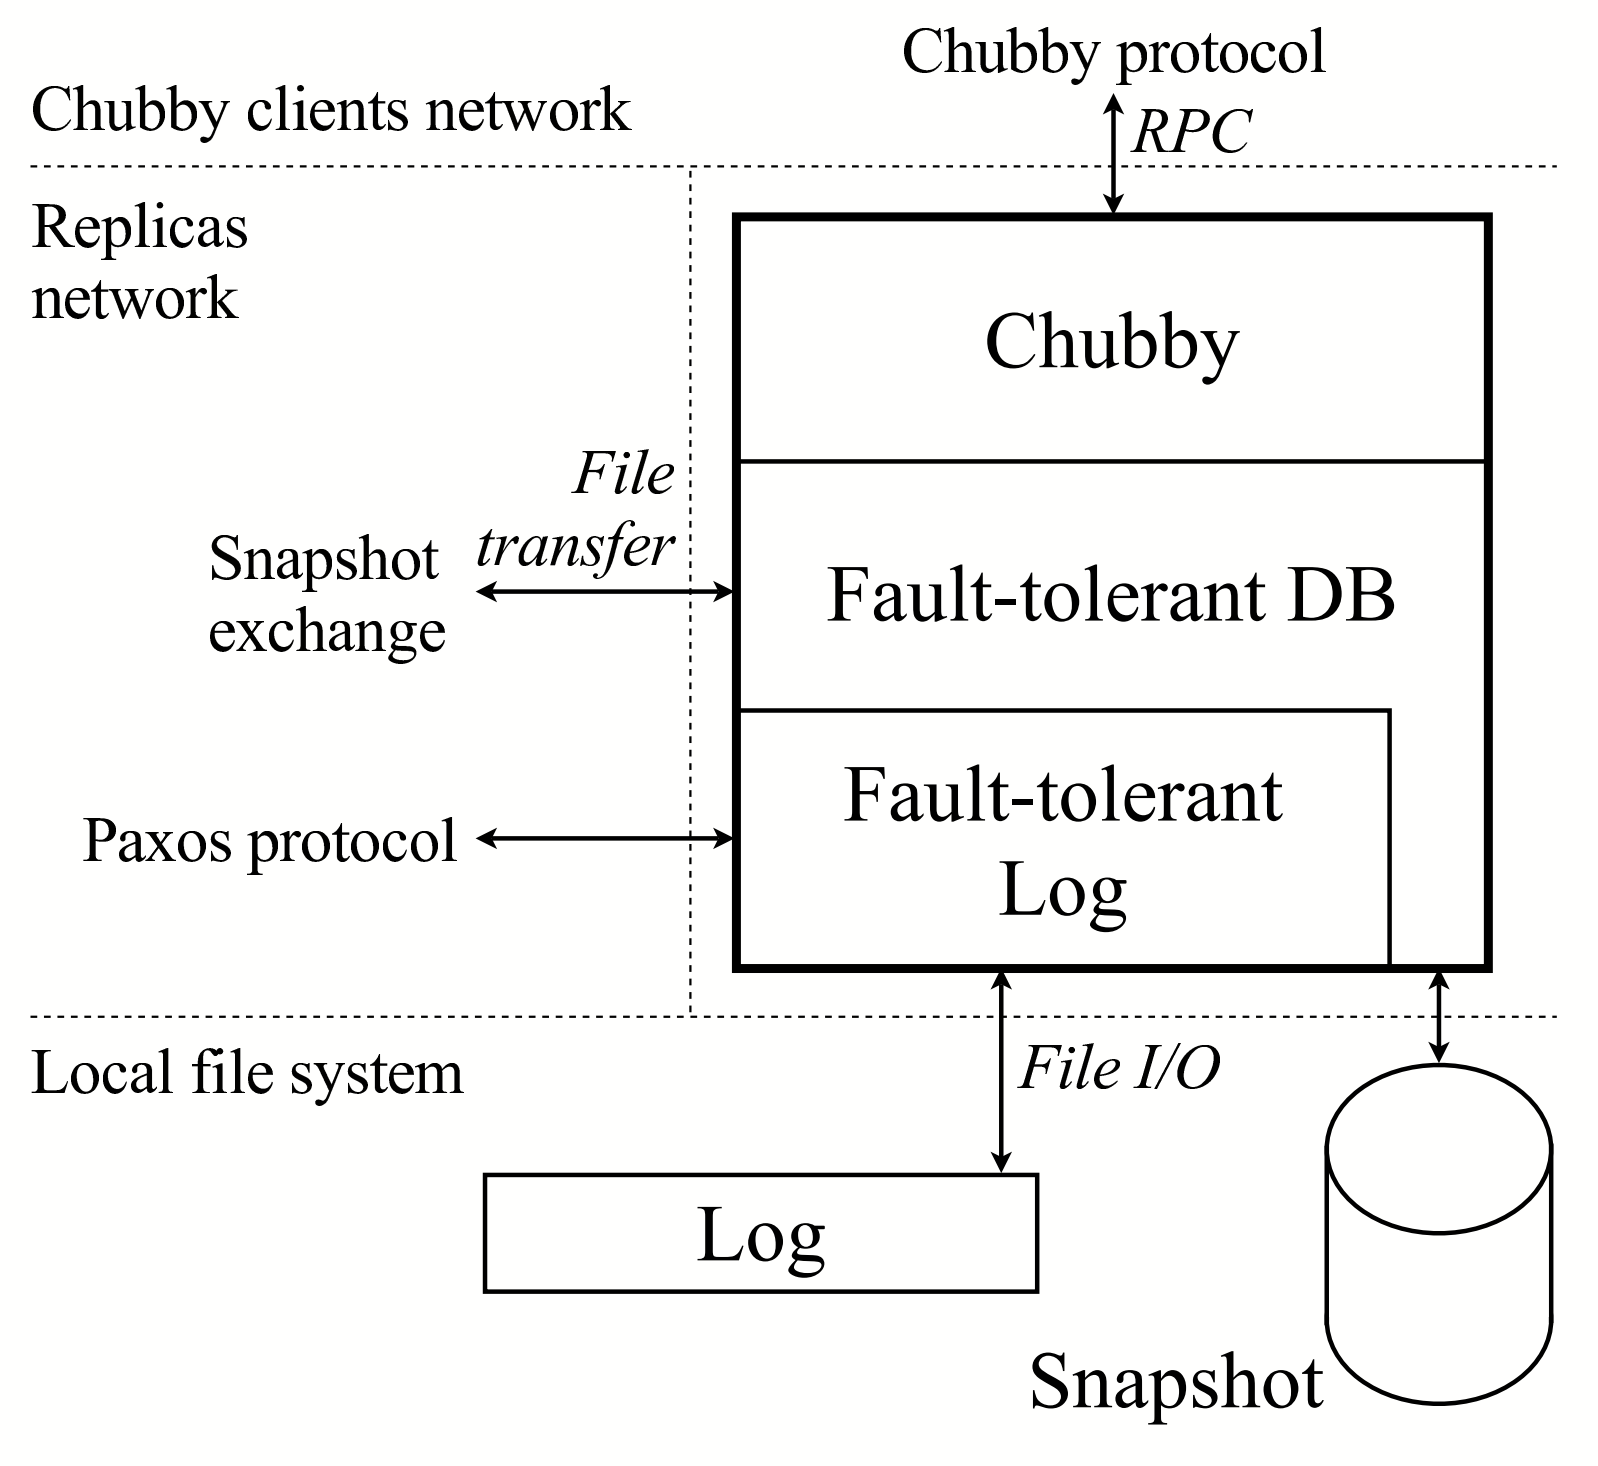 Chubby protocol
Chubby clients network
RPC
Replicas
network
Chubby
File
transfer
Snapshot
exchange
Fault-tolerant DB
Paxos protocol
Fault-tolerant
Log
Local file system
File I/O
Log
Snapshot